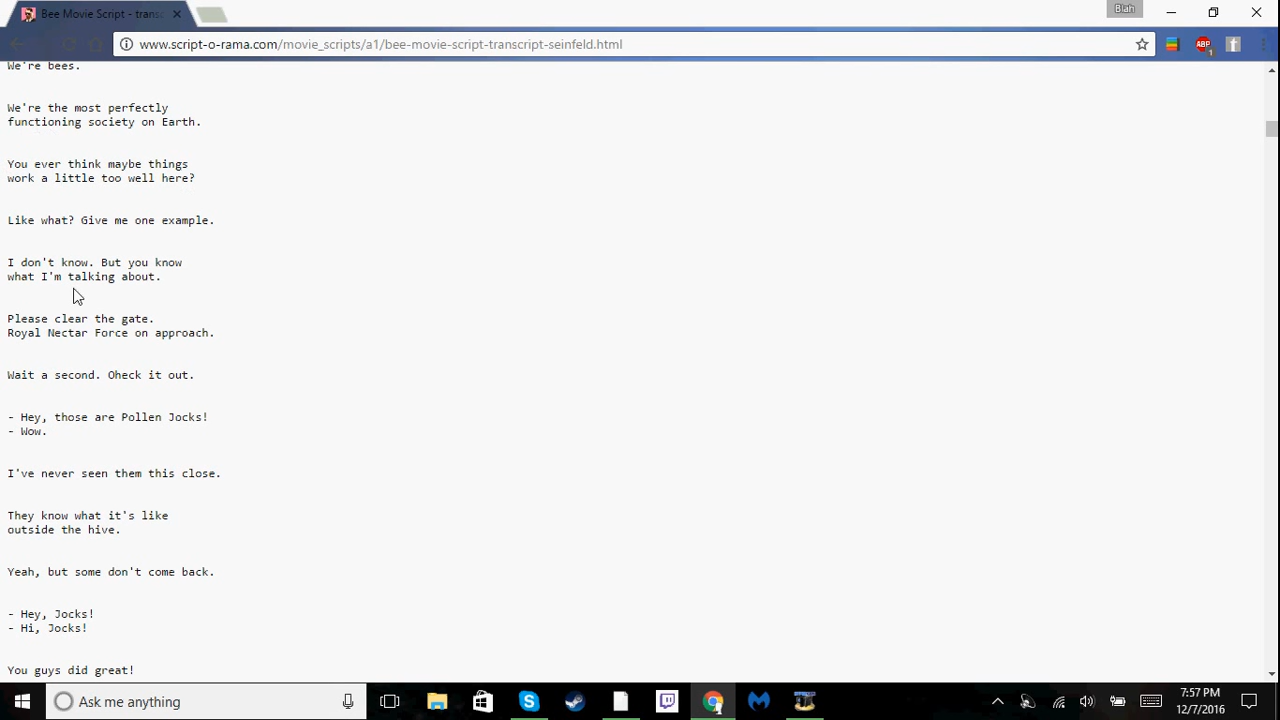 Bee Movie Script - transc
Blah
www.script-o-rama.com/movie_scripts/a1/bee-movie-script-transcript-seinfeld.html
ABP
1
We're bees.
We're the most perfectly
functioning society on Earth.
You ever think maybe things
work a little too well here?
Like what? Give me one example.
I don't know. But you know
what I'm talking about.
Please clear the gate.
Royal Nectar Force on approach.
Wait a second. Oheck it out.
- Hey, those are Pollen Jocks!
- Wow.
I've never seen them this close.
They know what it's like
outside the hive.
Yeah, but some don't come back.
- Hey, Jocks!
- Hi, Jocks!
You guys did great!
Ask me anything
7:57 PM
12/7/2016